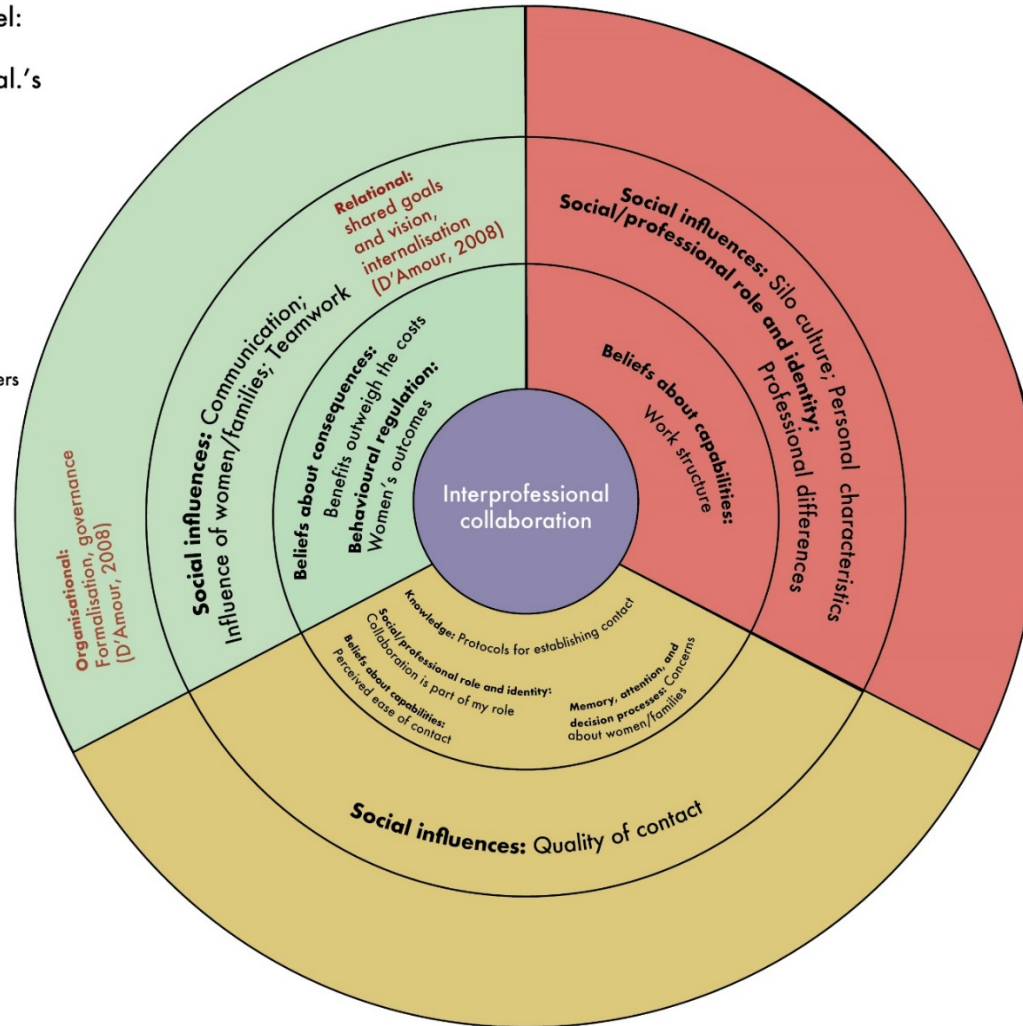 el:
al.'s
ers
Relational:
shared goals
and vision,
internalisation
(D'Amour, 2008)
Social influences: Communication;
Influence of women/families; Teamwork
Organisational:
Formalisation, governance
(D'Amour, 2008)
Beliefs about consequences:
Benefits outweigh the costs
Behavioural regulation:
Women's outcomes
Social influences: Silo culture; Personal characteristics
Social/professional role and identity:
Professional differences
Beliefs about capabilities:
Work structure
Interprofessional
collaboration
Knowledge: Protocols for establishing contact
Social/professional role and identity:
Collaboration is part of my role
Beliefs about capabilities:
Perceived ease of contact
Memory, attention, and
decision processes: Concerns
about women/families
Social influences: Quality of contact